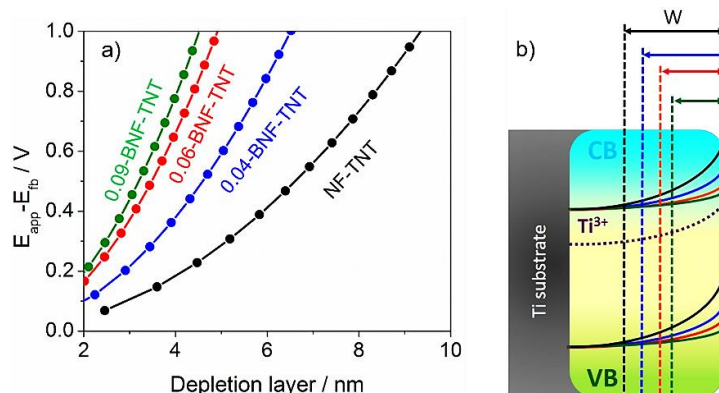 a)
E_app-E_fb / V
1.0
0.8
0.6
0.4
0.2
0.0
0.09-BNF-TNT
0.06-BNF-TNT
0.04-BNF-TNT
NF-TNT
2
4
6
8
10
Depletion layer / nm
b)
W
CB
Ti³⁺
Ti substrate
VB